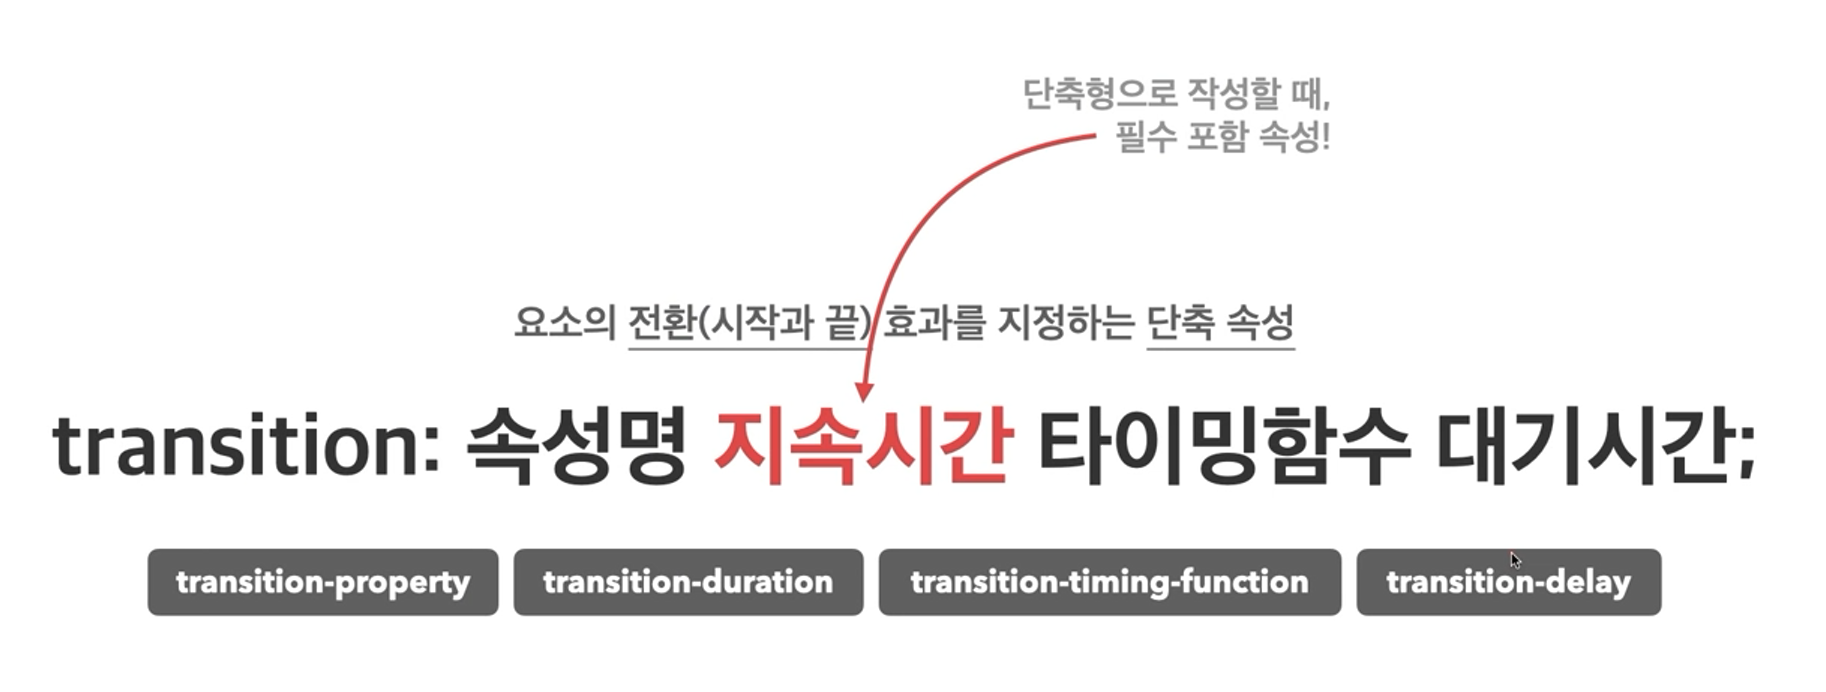 단축형으로 작성할 때,
필수 포함 속성!
요소의 전환(시작과 끝) 효과를 지정하는 단축 속성
transition: 속성명 지속시간 타이밍함수 대기시간;
transition-property transition-duration transition-timing-function transition-delay